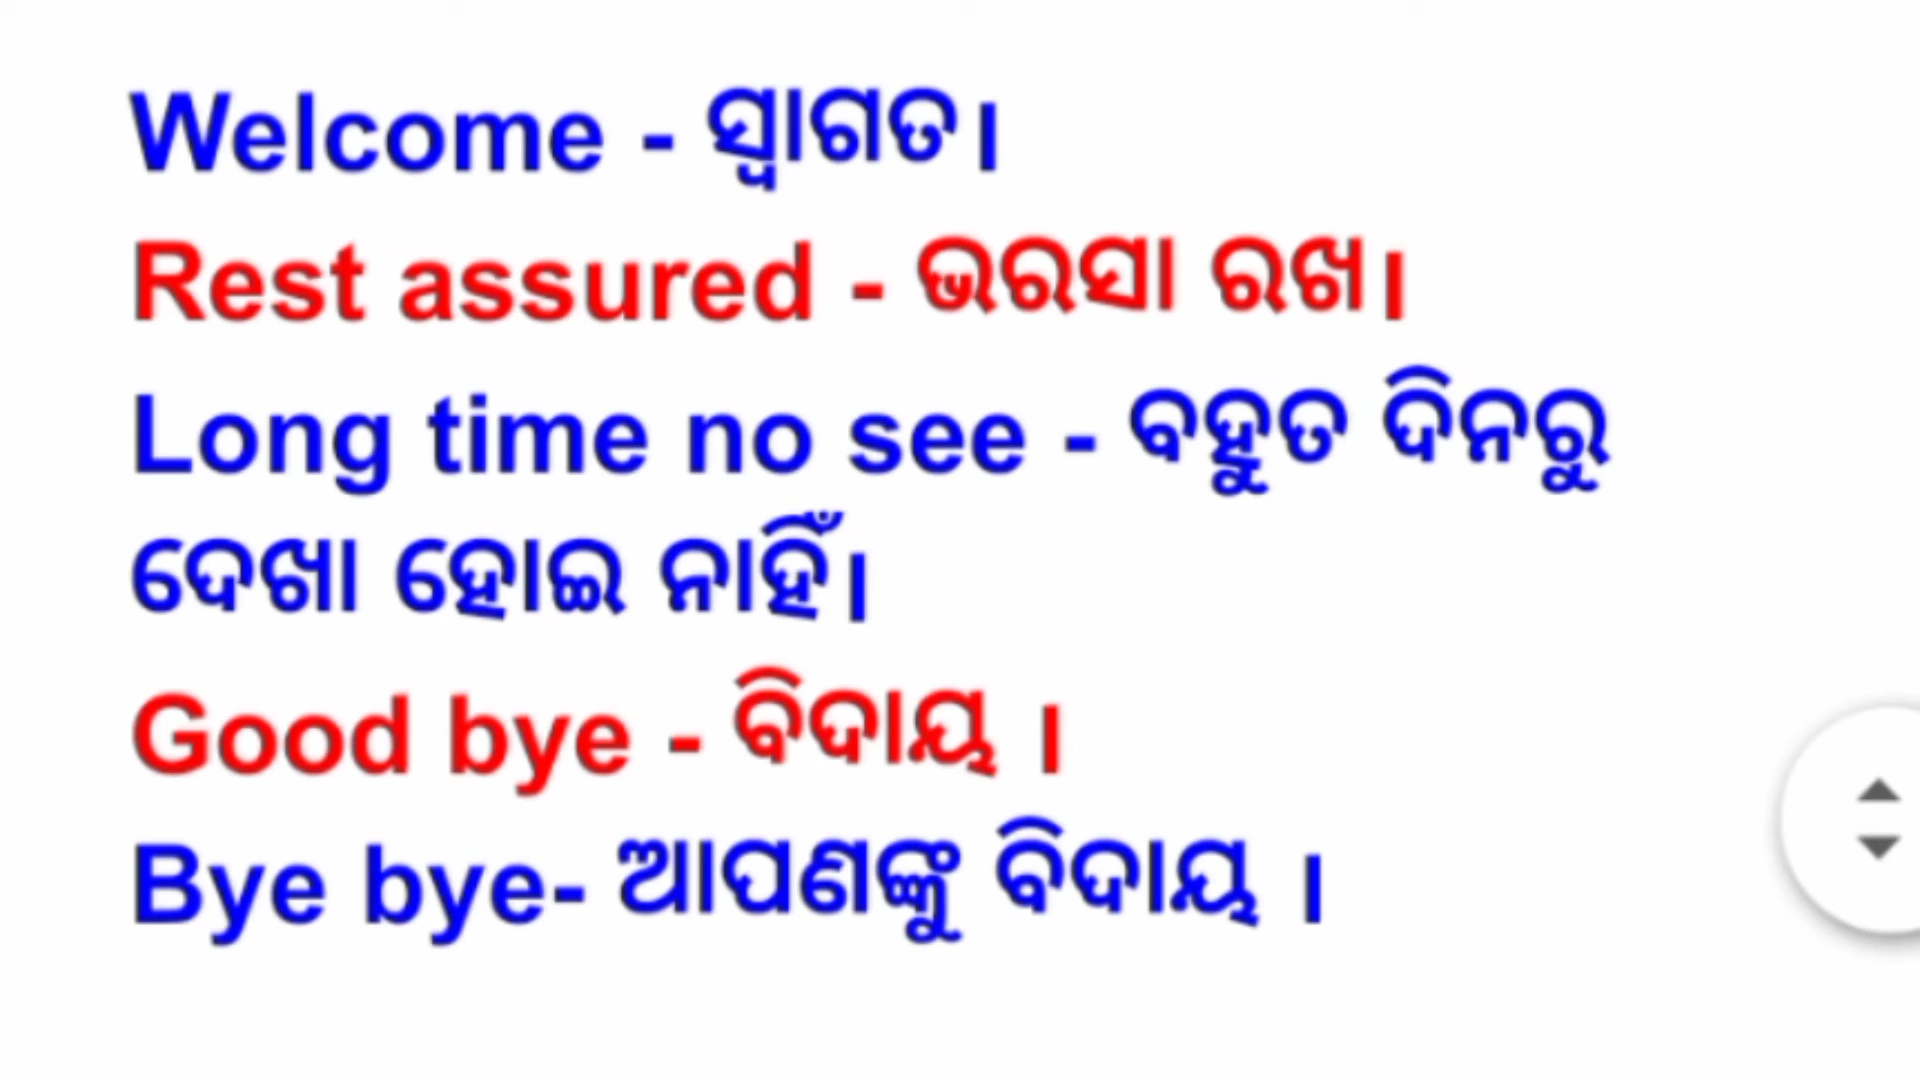 Welcome - ସ୍ୱାଗତ।
Rest assured - ଭରସା ରଖ।
Long time no see - ବହୁତ ଦିନରୁ
ଦେଖା ହୋଇ ନାହିଁ।
Good bye - ବିଦାୟ ।
Bye bye- ଆପଣଙ୍କୁ ବିଦାୟ ।